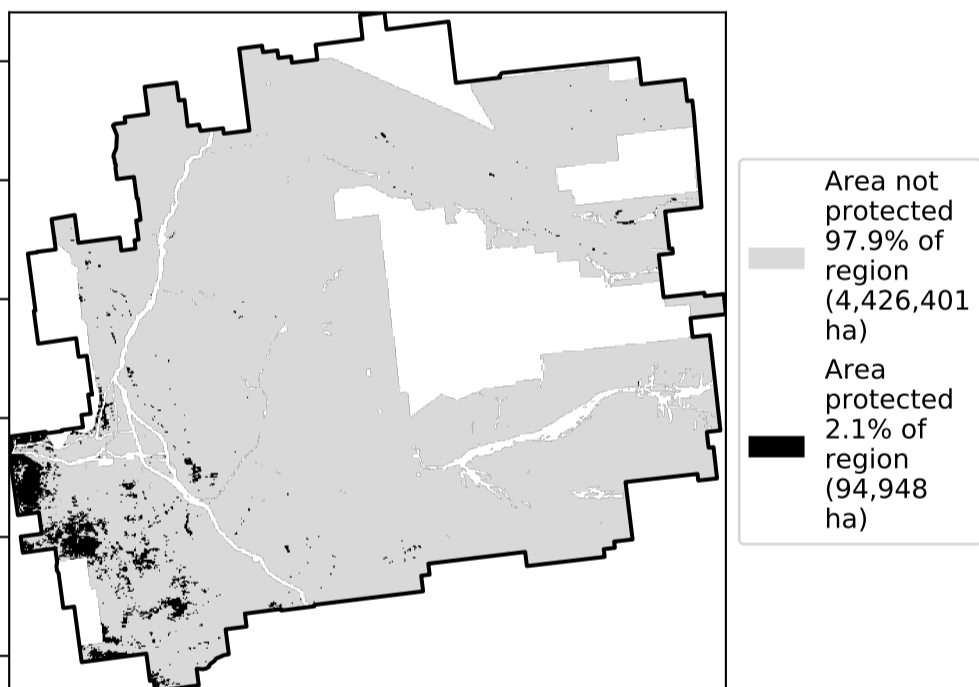 Area not
protected
97.9% of
region
(4,426,401
ha)
Area
protected
2.1% of
region
(94,948
ha)